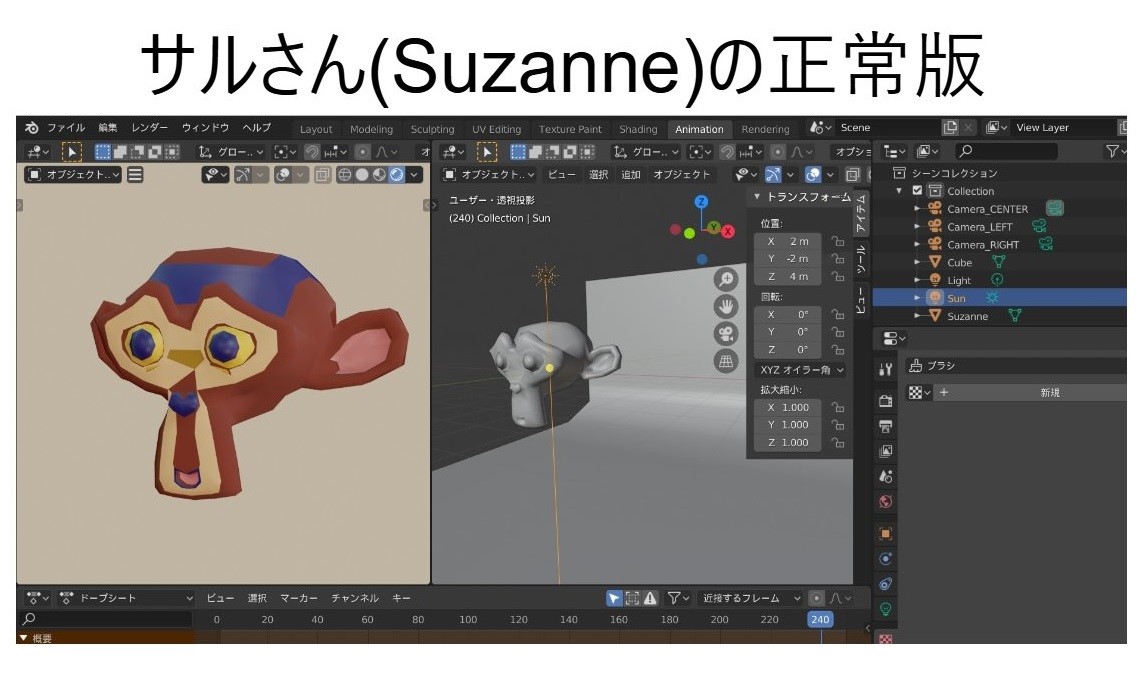 サルさん(Suzanne)の正常版
ファイル 編集 レンダー ウィンドウ ヘルプ Layout Modeling Sculpting UV Editing Texture Paint Shading Animation Rendering Scene View Layer
グロー.. オ グロー.. オプショ
オブジェクト.. オブジェクト.. ビュー 選択 追加 オブジェクト
ユーザー・透視投影
(240) Collection | Sun
Z
Y
X
トランスフォーム
位置:
X 2 m
Y -2 m
Z 4 m
回転:
X 0°
Y 0°
Z 0°
XYZ オイラー角
拡大縮小:
X 1.000
Y 1.000
Z 1.000
アイテム
ツール
ビュー
シーンコレクション
Collection
Camera_CENTER
Camera_LEFT
Camera_RIGHT
Cube
Light
Sun
Suzanne
ブラシ
+ 新規
ドープシート ビュー 選択 マーカー チャンネル キー 近接するフレーム
0 20 40 60 80 100 120 140 160 180 200 220 240
概要